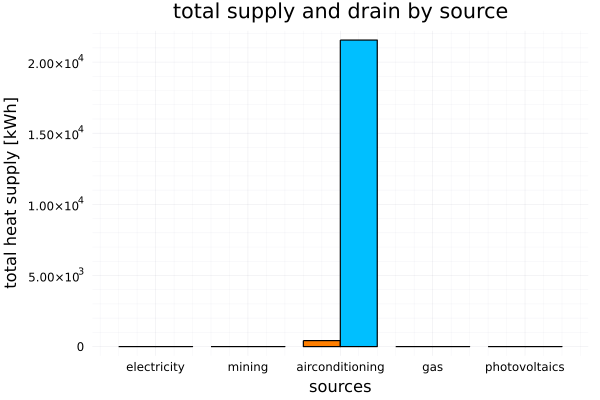 total supply and drain by source
total heat supply [kWh]
2.00×10⁴
1.50×10⁴
1.00×10⁴
5.00×10³
0
electricity mining airconditioning gas photovoltaics
sources